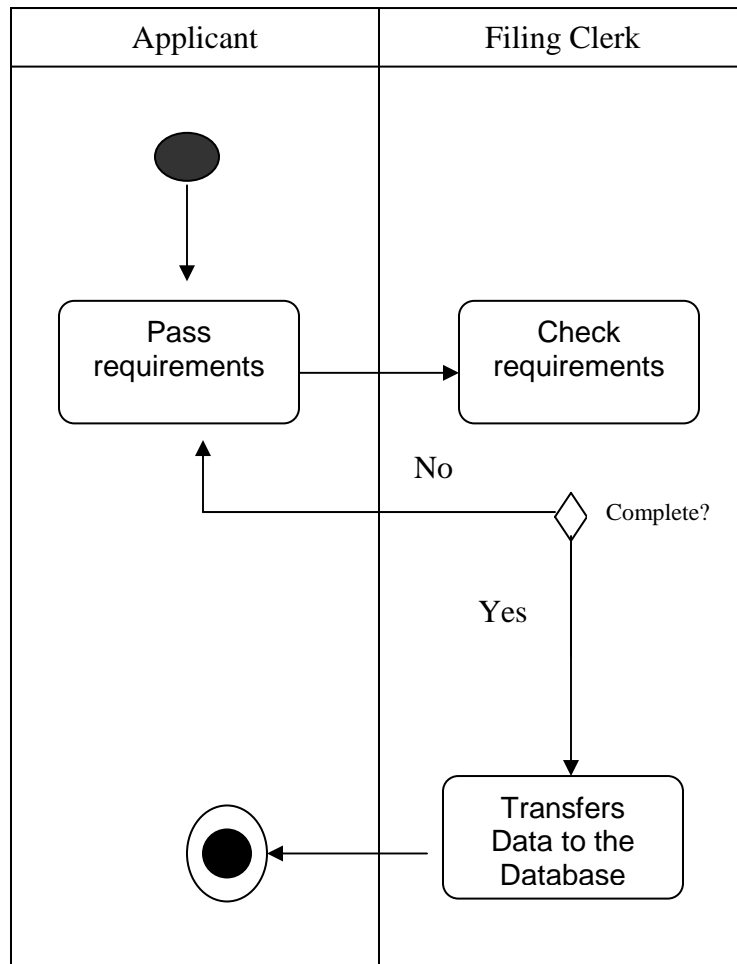 Applicant
Filing Clerk
Pass
requirements
Check
requirements
No
Complete?
Yes
Transfers
Data to the
Database